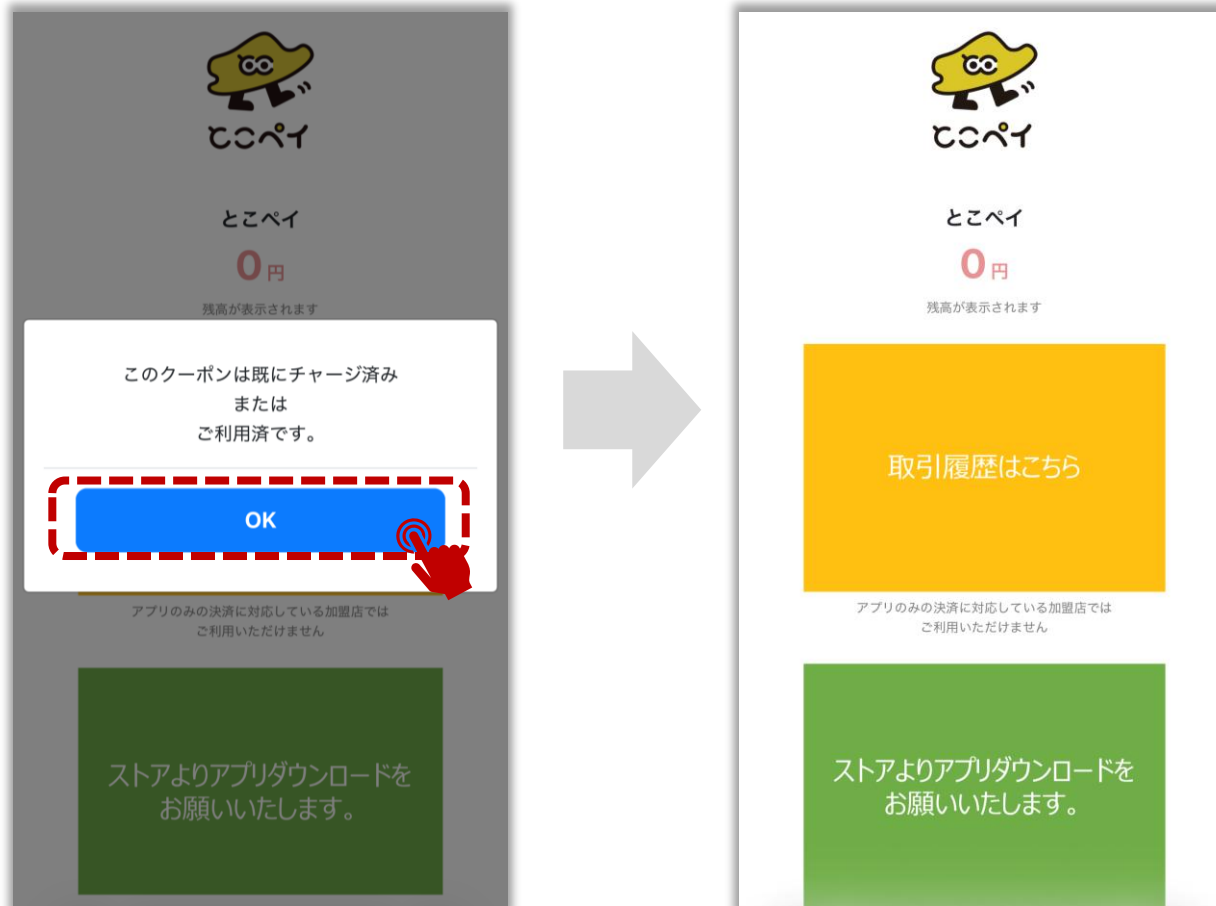 とこペイ
とこペイ
0円
残高が表示されます
このクーポンは既にチャージ済み
または
ご利用済です。
OK
アプリのみの決済に対応している加盟店では
ご利用いただけません
ストアよりアプリダウンロードを
お願いいたします。
とこペイ
とこペイ
0円
残高が表示されます
取引履歴はこちら
アプリのみの決済に対応している加盟店では
ご利用いただけません
ストアよりアプリダウンロードを
お願いいたします。